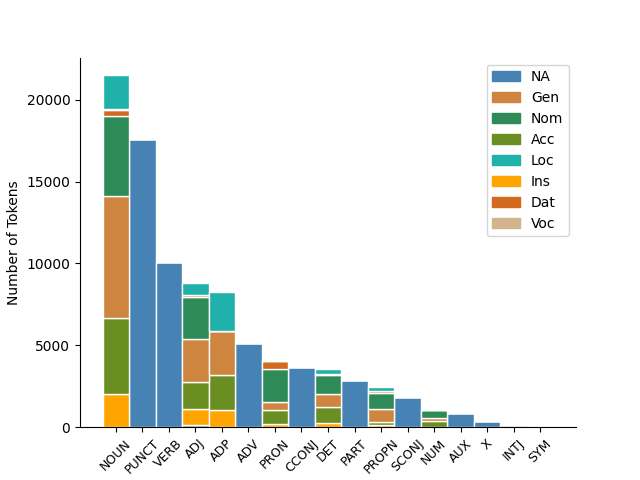 Number of Tokens
20000
15000
10000
5000
0
NOUN
PUNCT
VERB
ADJ
ADP
ADV
PRON
CCONJ
DET
PART
PROPN
SCONJ
NUM
AUX
X
INTJ
SYM
NA
Gen
Nom
Acc
Loc
Ins
Dat
Voc